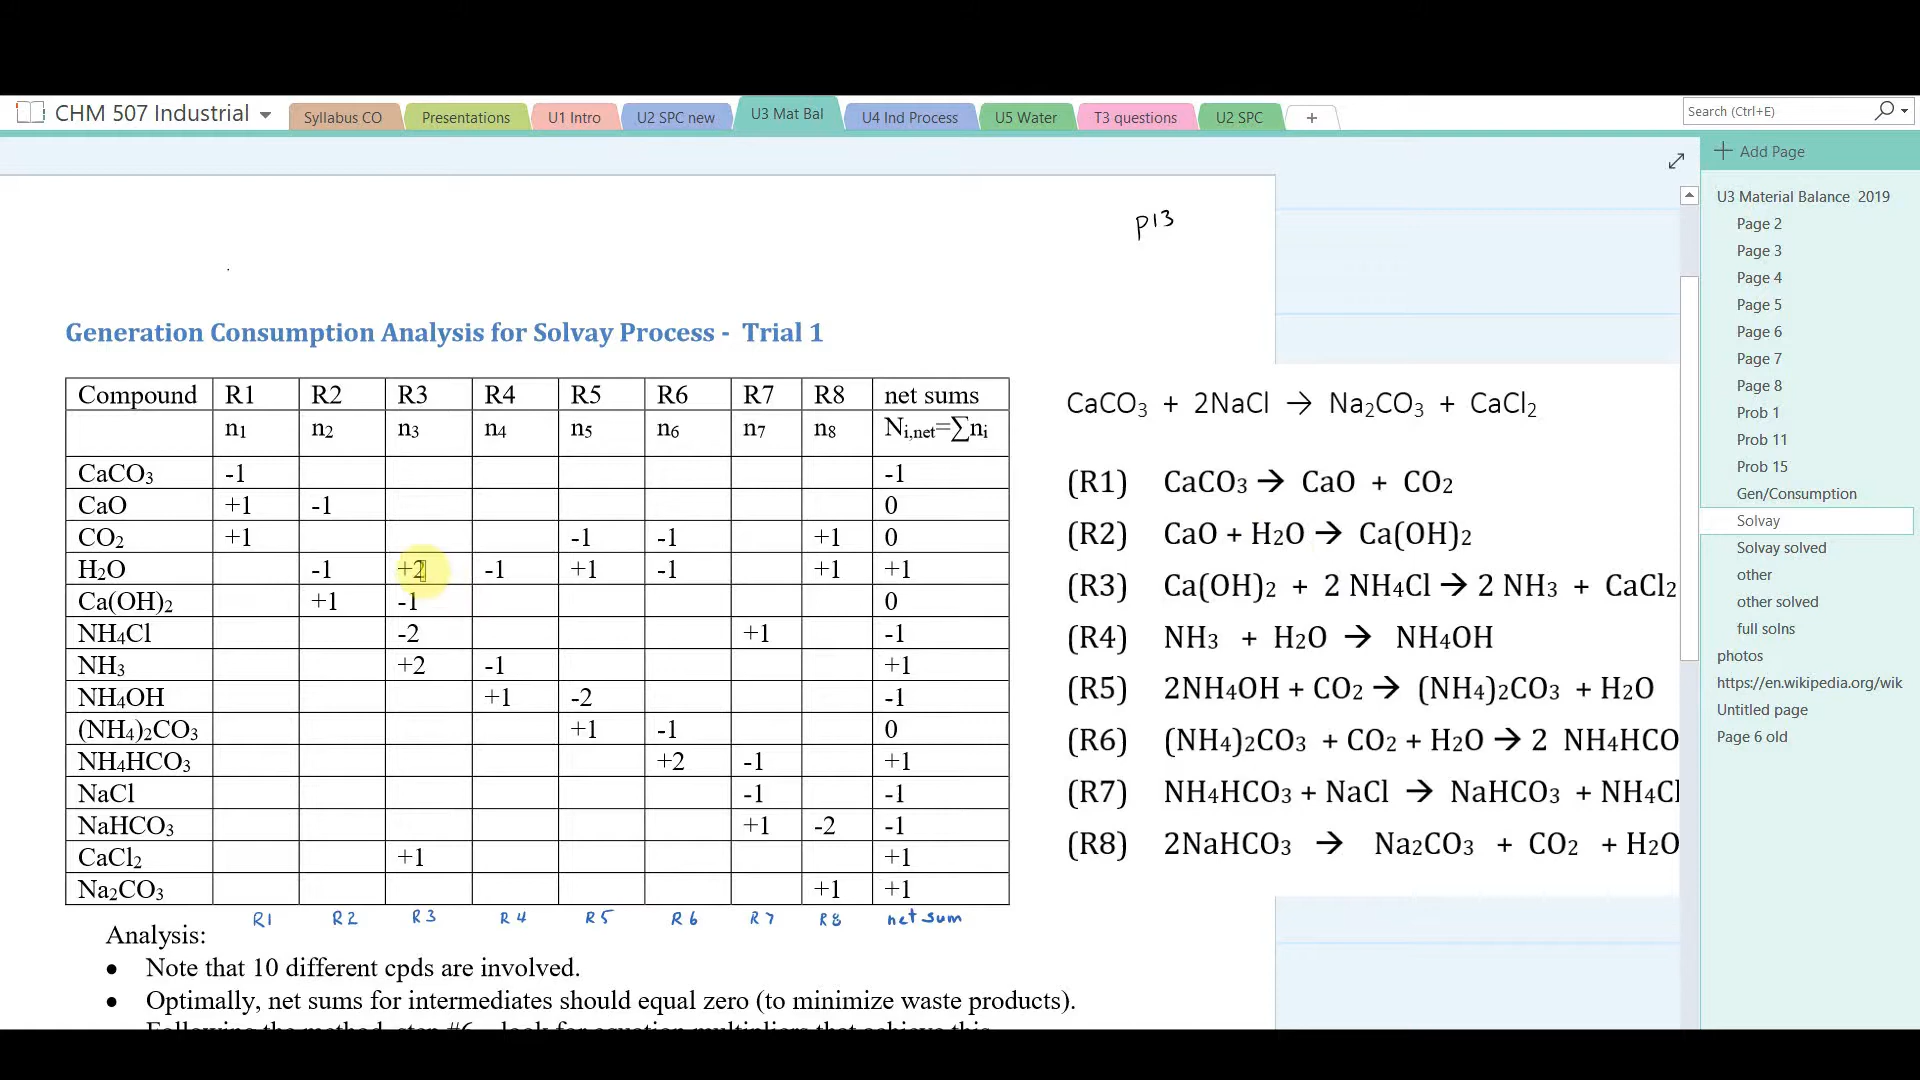 CHM 507 Industrial
Syllabus CO
Presentations
U1 Intro
U2 SPC new
U3 Mat Bal
U4 Ind Process
U5 Water
T3 questions
U2 SPC
+
Search (Ctrl+E)
Add Page
U3 Material Balance 2019
Page 2
Page 3
Page 4
Page 5
Page 6
Page 7
Page 8
Prob 1
Prob 11
Prob 15
Gen/Consumption
Solvay
Solvay solved
other
other solved
full solns
photos
https://en.wikipedia.org/wik
Untitled page
Page 6 old
p13
Generation Consumption Analysis for Solvay Process - Trial 1
Compound R1 R2 R3 R4 R5 R6 R7 R8 net sums
n₁ n₂ n₃ n₄ n₅ n₆ n₇ n₈ Nᵢ,net=∑nᵢ
CaCO₃ -1 -1
CaO +1 -1 0
CO₂ +1 -1 -1 +1 0
H₂O -1 +2 -1 +1 -1 +1 +1
Ca(OH)₂ +1 -1 0
NH₄Cl -2 +1 -1
NH₃ +2 -1 +1
NH₄OH +1 -2 -1
(NH₄)₂CO₃ +1 -1 0
NH₄HCO₃ +2 -1 +1
NaCl -1 -1
NaHCO₃ +1 -2 -1
CaCl₂ +1 +1
Na₂CO₃ +1 +1
R1 R2 R3 R4 R5 R6 R7 R8 net sum
Analysis:
• Note that 10 different cpds are involved.
• Optimally, net sums for intermediates should equal zero (to minimize waste products).
CaCO₃ + 2NaCl → Na₂CO₃ + CaCl₂
(R1) CaCO₃ → CaO + CO₂
(R2) CaO + H₂O → Ca(OH)₂
(R3) Ca(OH)₂ + 2 NH₄Cl → 2 NH₃ + CaCl₂
(R4) NH₃ + H₂O → NH₄OH
(R5) 2NH₄OH + CO₂ → (NH₄)₂CO₃ + H₂O
(R6) (NH₄)₂CO₃ + CO₂ + H₂O → 2 NH₄HCO
(R7) NH₄HCO₃ + NaCl → NaHCO₃ + NH₄Cl
(R8) 2NaHCO₃ → Na₂CO₃ + CO₂ + H₂O